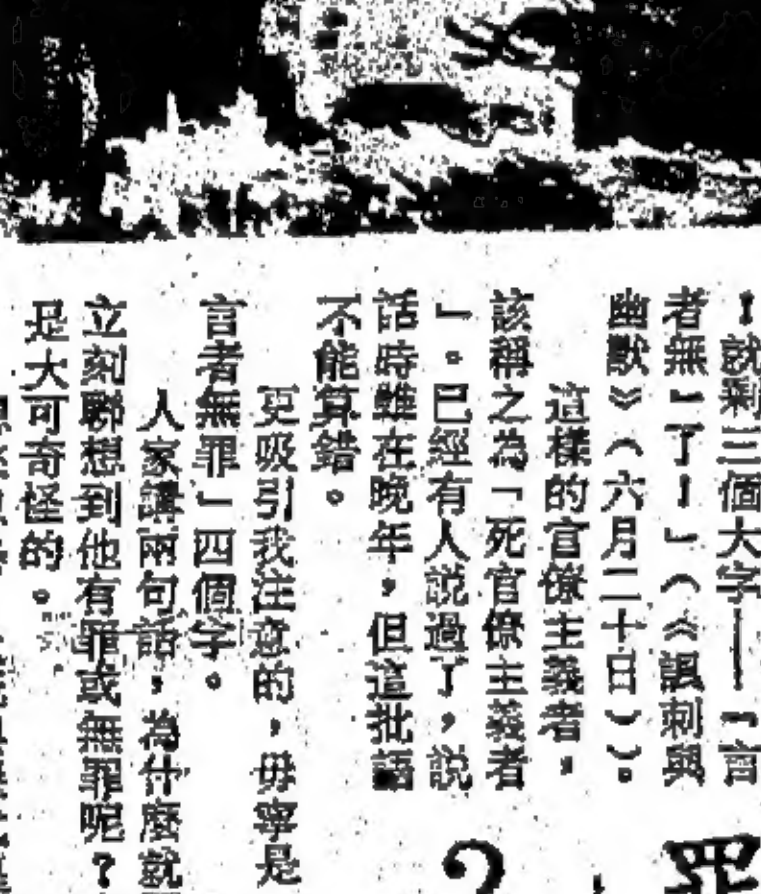 ！就剩三個大字——「言
者無『了！』」（《諷刺與
幽默》（六月二十日））。
這樣的官僚主義者，
該稱之為「死官僚主義者
」。已經有人說過了，說
話時雖在晚年，但這批語
不能算錯。
更吸引我注意的，毋寧是
言者無罪」四個字。
人家講兩句話，為什麼就
立刻聯想到他有罪或無罪呢？
是大可奇怪的。
罪
？